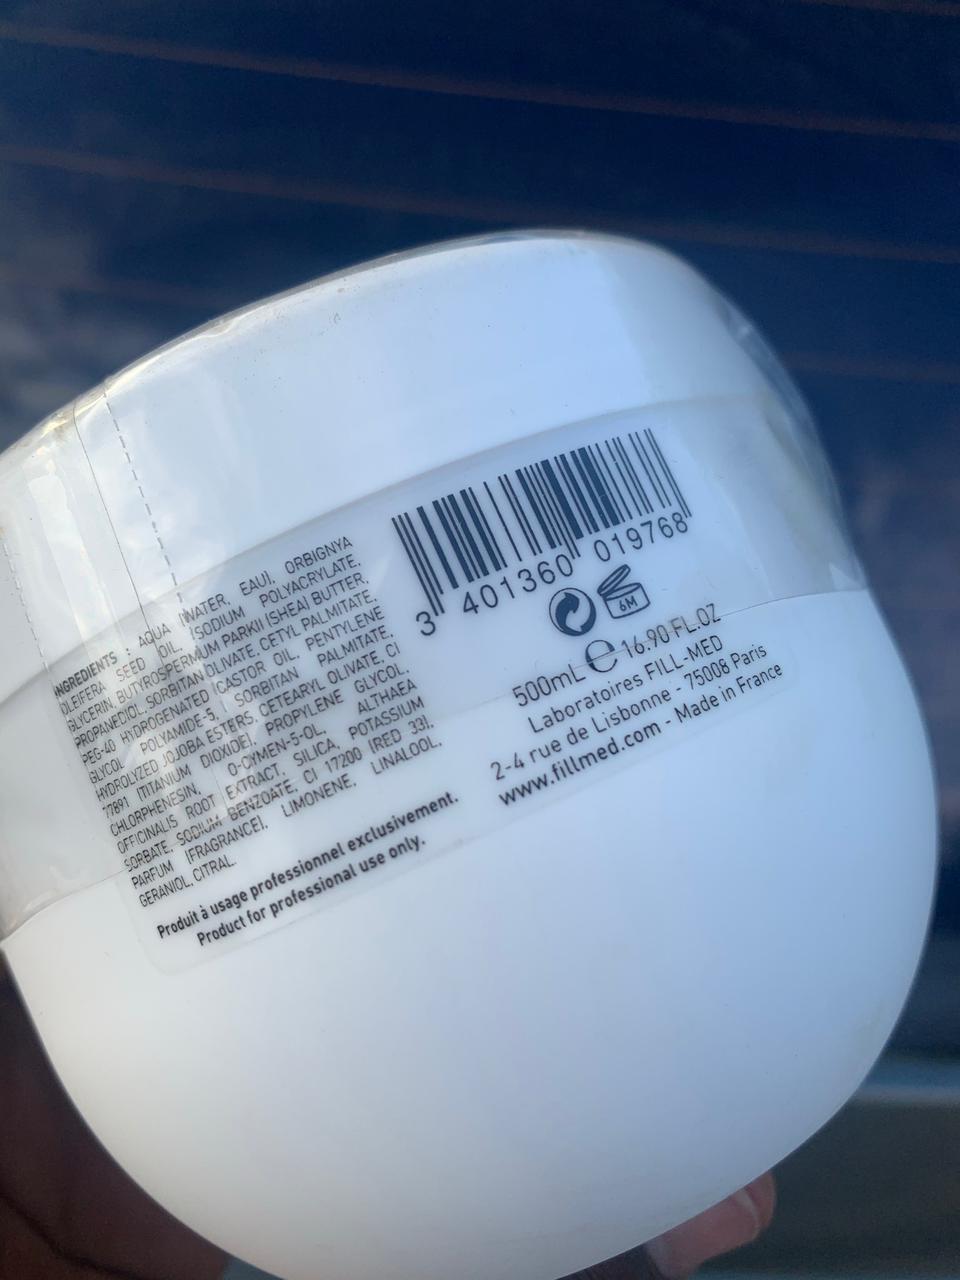 INGREDIENTS : AQUA (WATER, EAU), ORBIGNYA
OLEIFERA SEED OIL, SODIUM POLYACRYLATE,
GLYCERIN, BUTYROSPERMUM PARKII (SHEA) BUTTER,
PROPANEDIOL, SORBITAN OLIVATE, CETYL PALMITATE,
PEG-40 HYDROGENATED CASTOR OIL, PENTYLENE
GLYCOL, POLYAMIDE-5, SORBITAN PALMITATE,
HYDROLYZED JOJOBA ESTERS, CETEARYL OLIVATE, CI
77891 (TITANIUM DIOXIDE), PROPYLENE GLYCOL,
CHLORPHENESIN, O-CYMEN-5-OL, ALTHAEA
OFFICINALIS ROOT EXTRACT, SILICA, POTASSIUM
SORBATE, SODIUM BENZOATE, CI 17200 (RED 33),
PARFUM (FRAGRANCE), LIMONENE, LINALOOL,
GERANIOL, CITRAL.
Produit à usage professionnel exclusivement.
Product for professional use only.
3 401360 019768
6M
500mL e 16.90 FL.OZ
Laboratoires FILL-MED
2-4 rue de Lisbonne - 75008 Paris
www.fillmed.com - Made in France